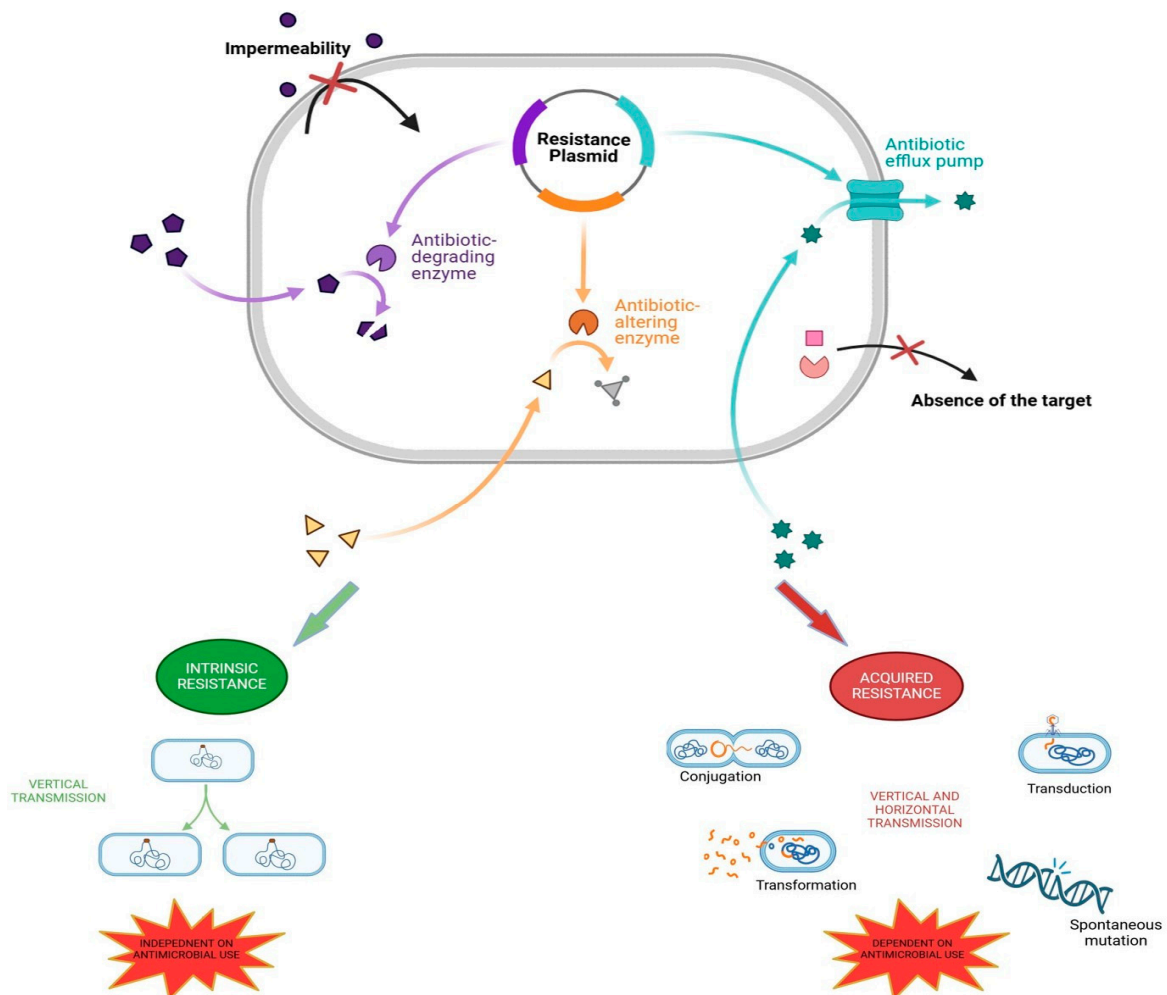 Impermeability
Resistance
Plasmid
Antibiotic
efflux pump
Antibiotic-
degrading
enzyme
Antibiotic-
altering
enzyme
Absence of the target
INTRINSIC
RESISTANCE
ACQUIRED
RESISTANCE
VERTICAL
TRANSMISSION
Conjugation
Transduction
VERTICAL AND
HORIZONTAL
TRANSMISSION
Transformation
Spontaneous
mutation
INDEPEDNENT ON
ANTIMICROBIAL USE
DEPENDENT ON
ANTIMICROBIAL USE